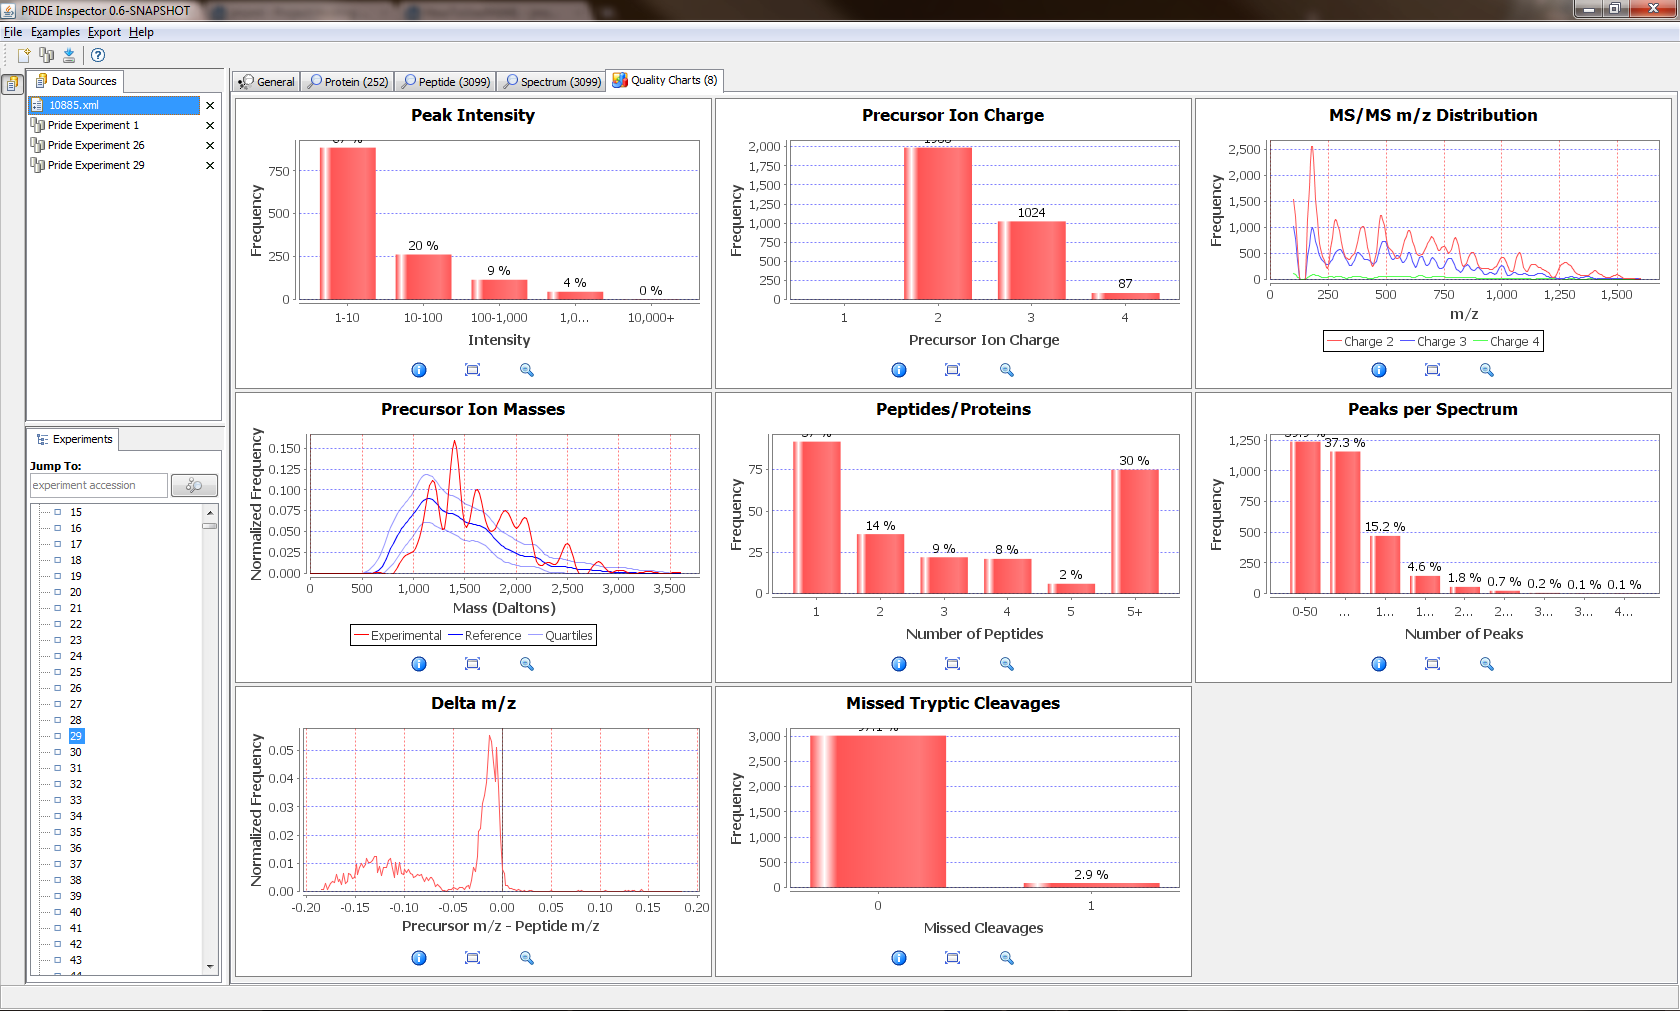 PRIDE Inspector 0.6-SNAPSHOT
File Examples Export Help
Data Sources
10885.xml
Pride Experiment 1
Pride Experiment 26
Pride Experiment 29
Experiments
Jump To:
experiment accession
15
16
17
18
19
20
21
22
23
24
25
26
27
28
29
30
31
32
33
34
35
36
37
38
39
40
41
42
43
General Protein (252) Peptide (3099) Spectrum (3099) Quality Charts (8)
Peak Intensity
Frequency
750
500
250
0
20 %
9 %
4 %
0 %
1-10 10-100 100-1,000 1,0... 10,000+
Intensity
Precursor Ion Charge
Frequency
2,000
1,750
1,500
1,250
1,000
750
500
250
0
1024
87
1 2 3 4
Precursor Ion Charge
MS/MS m/z Distribution
Frequency
2,500
2,000
1,500
1,000
500
0
0 250 500 750 1,000 1,250 1,500
m/z
Charge 2 Charge 3 Charge 4
Precursor Ion Masses
Normalized Frequency
0.150
0.125
0.100
0.075
0.050
0.025
0.000
0 500 1,000 1,500 2,000 2,500 3,000 3,500
Mass (Daltons)
Experimental Reference Quartiles
Peptides/Proteins
Frequency
75
50
25
0
14 %
9 %
8 %
2 %
30 %
1 2 3 4 5 5+
Number of Peptides
Peaks per Spectrum
Frequency
1,250
1,000
750
500
250
0
37.3 %
15.2 %
4.6 %
1.8 %
0.7 %
0.2 %
0.1 %
0.1 %
0-50 ... 1... 1... 2... 2... 3... 3... 4...
Number of Peaks
Delta m/z
Normalized Frequency
0.05
0.04
0.03
0.02
0.01
0.00
-0.20 -0.15 -0.10 -0.05 0.00 0.05 0.10 0.15 0.20
Precursor m/z - Peptide m/z
Missed Tryptic Cleavages
Frequency
3,000
2,500
2,000
1,500
1,000
500
0
2.9 %
0 1
Missed Cleavages